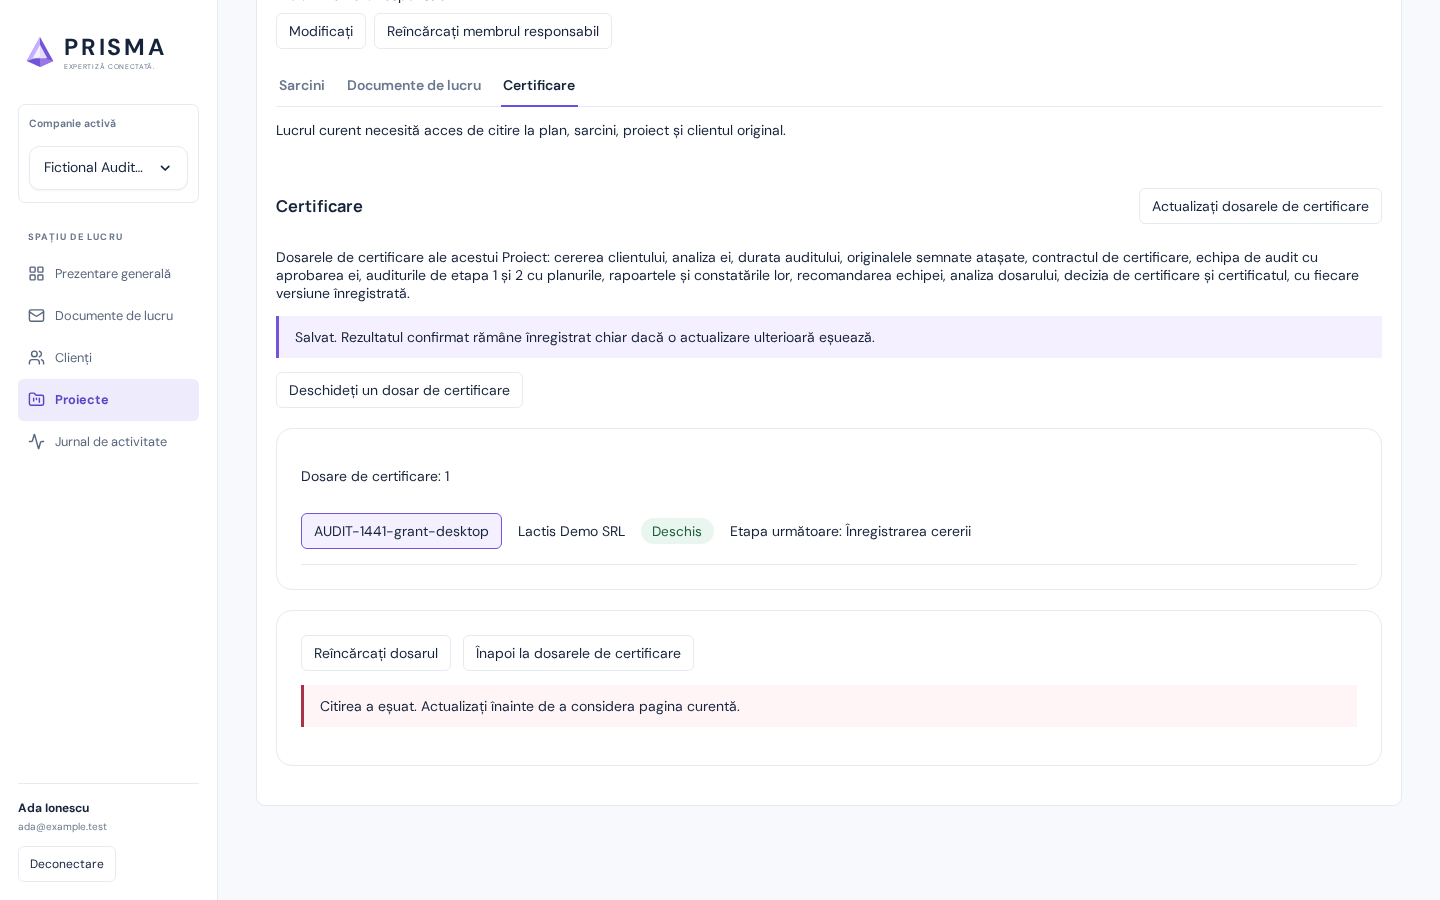 PRISMA
EXPERTIZĂ CONECTATĂ.
Companie activă
Fictional Audit...
SPAȚIU DE LUCRU
Prezentare generală
Documente de lucru
Clienți
Proiecte
Jurnal de activitate
Ada Ionescu
ada@example.test
Deconectare
Modificați
Reîncărcați membrul responsabil
Sarcini
Documente de lucru
Certificare
Lucrul curent necesită acces de citire la plan, sarcini, proiect și clientul original.
Certificare
Actualizați dosarele de certificare
Dosarele de certificare ale acestui Proiect: cererea clientului, analiza ei, durata auditului, originalele semnate atașate, contractul de certificare, echipa de audit cu
aprobarea ei, auditurile de etapa 1 și 2 cu planurile, rapoartele și constatările lor, recomandarea echipei, analiza dosarului, decizia de certificare și certificatul, cu fiecare
versiune înregistrată.
Salvat. Rezultatul confirmat rămâne înregistrat chiar dacă o actualizare ulterioară eșuează.
Deschideți un dosar de certificare
Dosare de certificare: 1
AUDIT-1441-grant-desktop
Lactis Demo SRL
Deschis
Etapa următoare: Înregistrarea cererii
Reîncărcați dosarul
Înapoi la dosarele de certificare
Citirea a eșuat. Actualizați înainte de a considera pagina curentă.